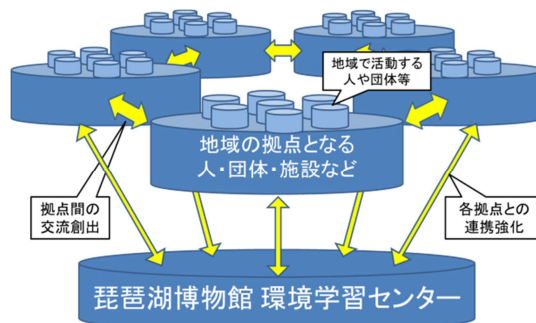 地域で活動する
人や団体等
地域の拠点となる
人・団体・施設など
拠点間の
交流創出
各拠点との
連携強化
琵琶湖博物館 環境学習センター